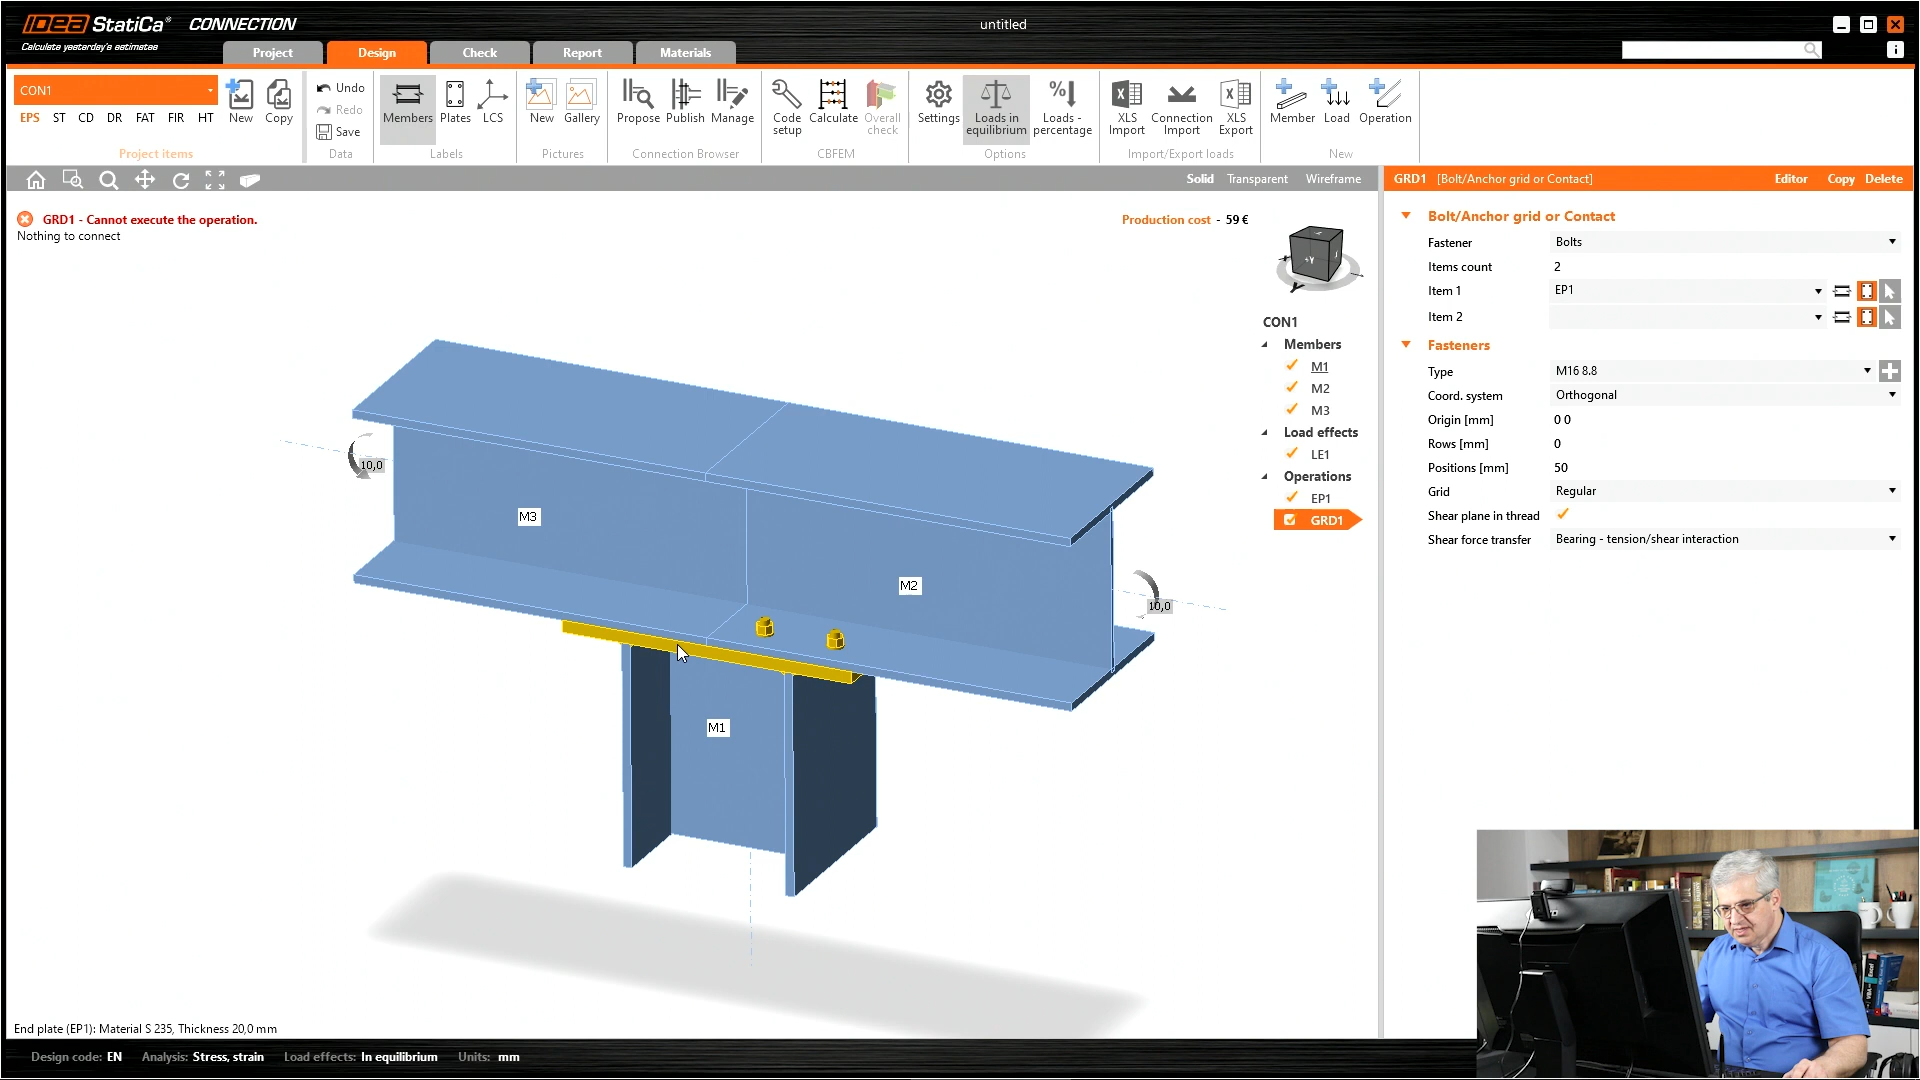 IDEA StatiCa® CONNECTION
Calculate yesterday's estimates
untitled
Project
Design
Check
Report
Materials
CON1
EPS ST CD DR FAT FIR HT
New
Copy
Project items
Undo
Redo
Save
Data
Members
Plates
LCS
Labels
New
Gallery
Pictures
Propose
Publish
Manage
Connection Browser
Code setup
Calculate
Overall check
CBFEM
Settings
Loads in equilibrium
Loads - percentage
Options
XLS Import
Connection Import
XLS Export
Import/Export loads
Member
Load
Operation
New
Solid Transparent Wireframe
GRD1 [Bolt/Anchor grid or Contact] Editor Copy Delete
GRD1 - Cannot execute the operation.
Nothing to connect
Production cost - 59 €
+Y
CON1
Members
M1
M2
M3
Load effects
LE1
Operations
EP1
GRD1
10,0
M3
M2
10,0
M1
Bolt/Anchor grid or Contact
Fastener Bolts
Items count 2
Item 1 EP1
Item 2
Fasteners
Type M16 8.8
Coord. system Orthogonal
Origin [mm] 0 0
Rows [mm] 0
Positions [mm] 50
Grid Regular
Shear plane in thread
Shear force transfer Bearing - tension/shear interaction
End plate (EP1): Material S 235, Thickness 20,0 mm
Design code: EN Analysis: Stress, strain Load effects: In equilibrium Units: mm